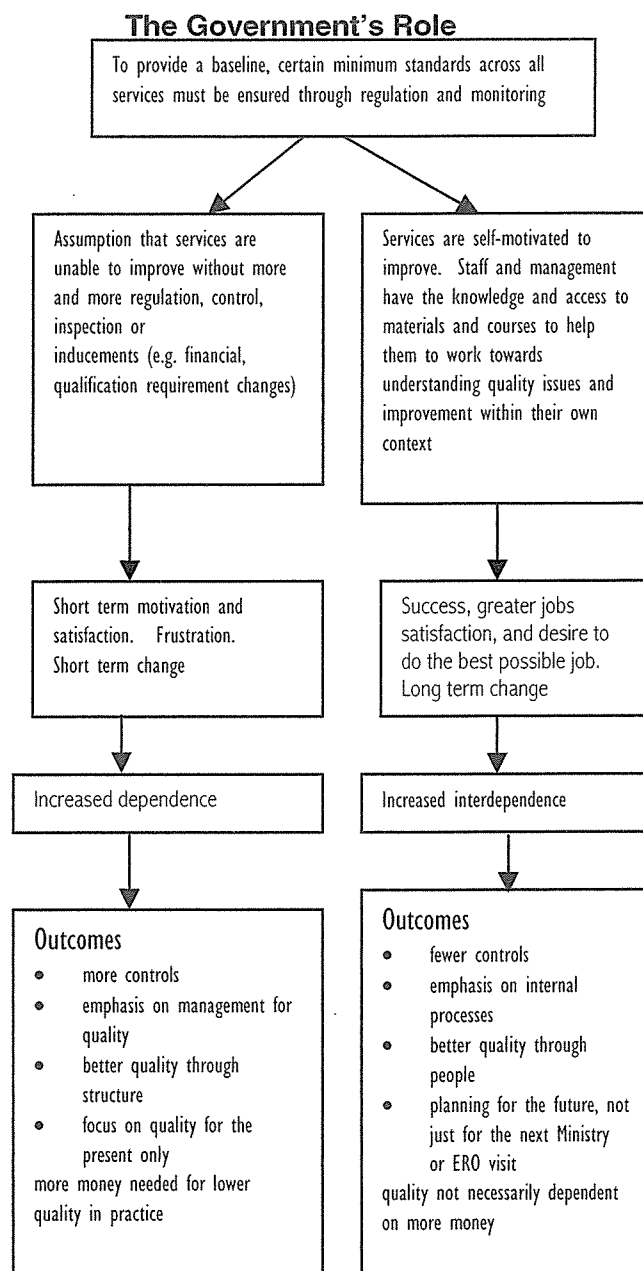 The Government's Role
To provide a baseline, certain minimum standards across all
services must be ensured through regulation and monitoring
Assumption that services are
unable to improve without more
and more regulation, control,
inspection or
inducements (e.g. financial,
qualification requirement changes)
Services are self-motivated to
improve. Staff and management
have the knowledge and access to
materials and courses to help
them to work towards
understanding quality issues and
improvement within their own
context
Short term motivation and
satisfaction. Frustration.
Short term change
Success, greater jobs
satisfaction, and desire to
do the best possible job.
Long term change
Increased dependence
Increased interdependence
Outcomes
• more controls
• emphasis on management for
quality
• better quality through
structure
• focus on quality for the
present only
more money needed for lower
quality in practice
Outcomes
• fewer controls
• emphasis on internal
processes
• better quality through
people
• planning for the future, not
just for the next Ministry
or ERO visit
quality not necessarily dependent
on more money